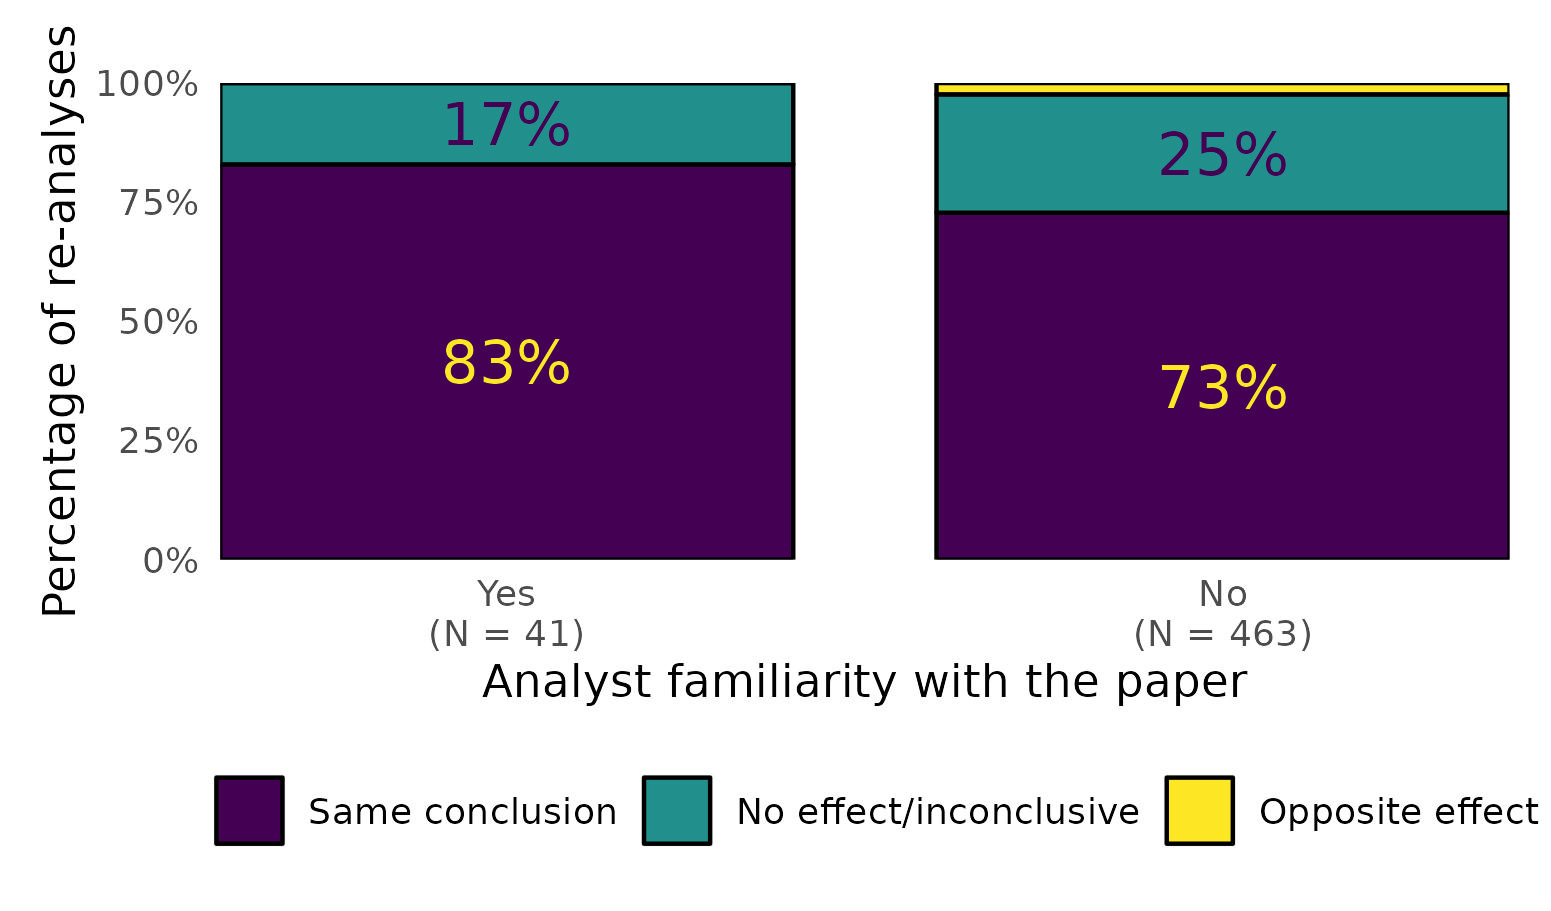 Percentage of re-analyses
100%
75%
50%
25%
0%
17%
83%
25%
73%
Yes
(N = 41)
No
(N = 463)
Analyst familiarity with the paper
Same conclusion
No effect/inconclusive
Opposite effect